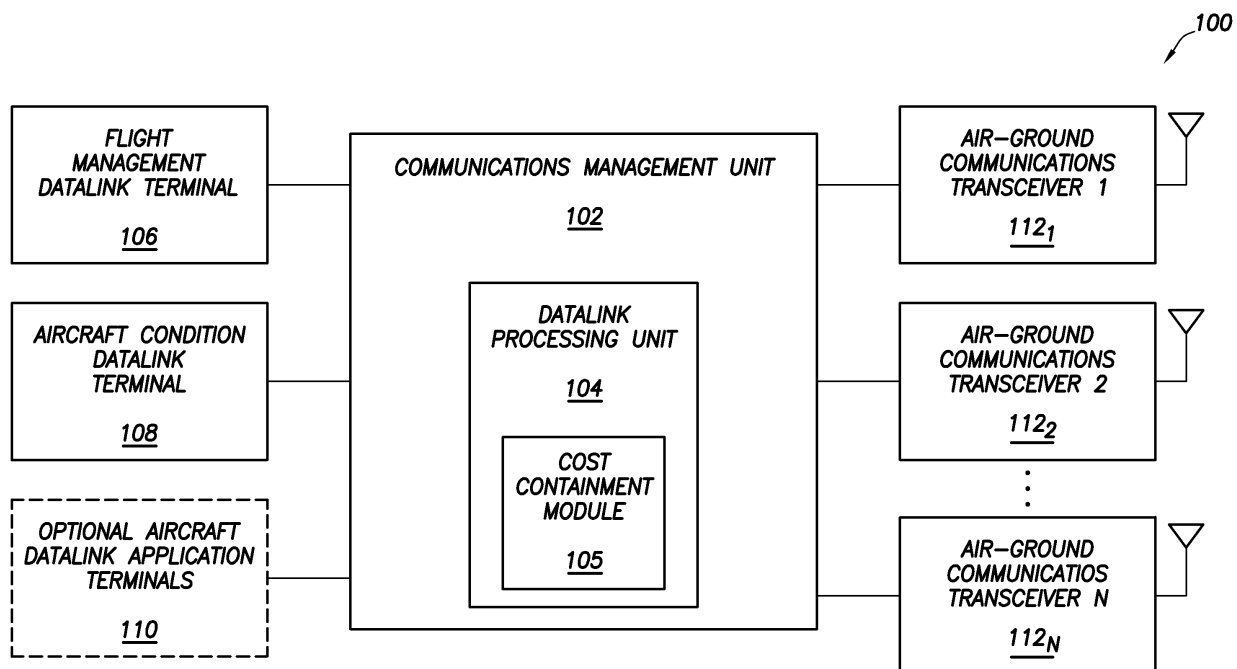 100
FLIGHT
MANAGEMENT
DATALINK TERMINAL
106
AIRCRAFT CONDITION
DATALINK
TERMINAL
108
OPTIONAL AIRCRAFT
DATALINK APPLICATION
TERMINALS
110
COMMUNICATIONS MANAGEMENT UNIT
102
DATALINK
PROCESSING UNIT
104
COST
CONTAINMENT
MODULE
105
AIR-GROUND
COMMUNICATIONS
TRANSCEIVER 1
112₁
AIR-GROUND
COMMUNICATIONS
TRANSCEIVER 2
112₂
AIR-GROUND
COMMUNICATIOS
TRANSCEIVER N
112N